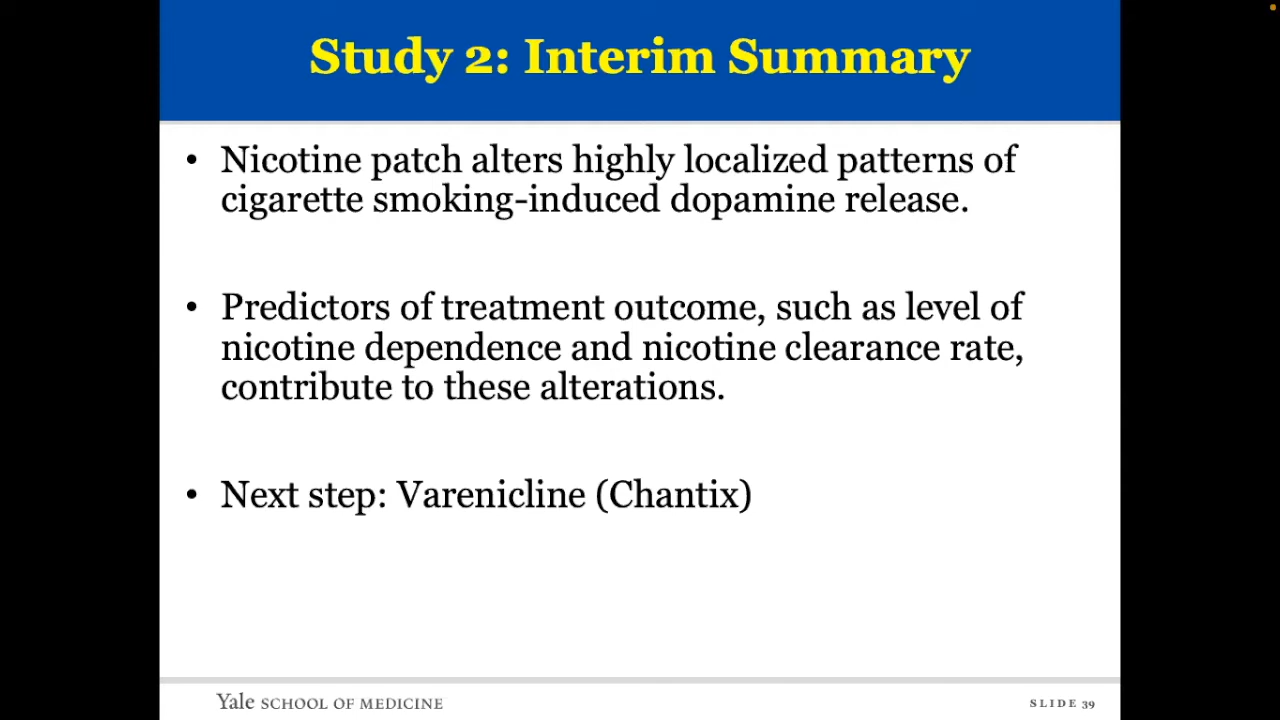 Study 2: Interim Summary
• Nicotine patch alters highly localized patterns of
cigarette smoking-induced dopamine release.
• Predictors of treatment outcome, such as level of
nicotine dependence and nicotine clearance rate,
contribute to these alterations.
• Next step: Varenicline (Chantix)
Yale SCHOOL OF MEDICINE
SLIDE 39